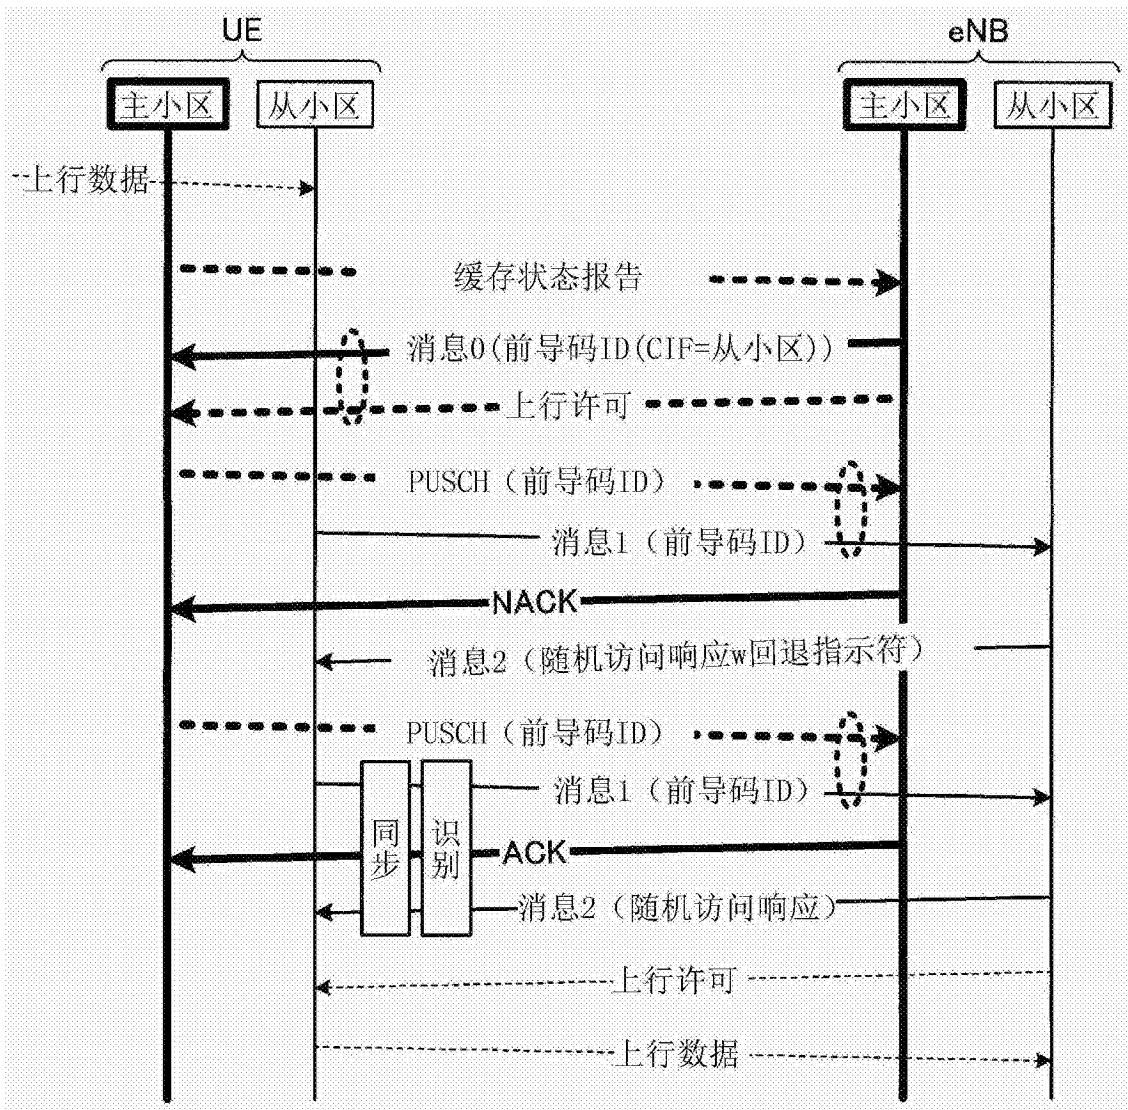 UE
eNB
主小区
从小区
主小区
从小区
上行数据
缓存状态报告
消息0(前导码ID(CIF=从小区))
上行许可
PUSCH（前导码ID）
消息1（前导码ID）
NACK
消息2（随机访问响应w回退指示符）
PUSCH（前导码ID）
消息1（前导码ID）
同步
识别
ACK
消息2（随机访问响应）
上行许可
上行数据